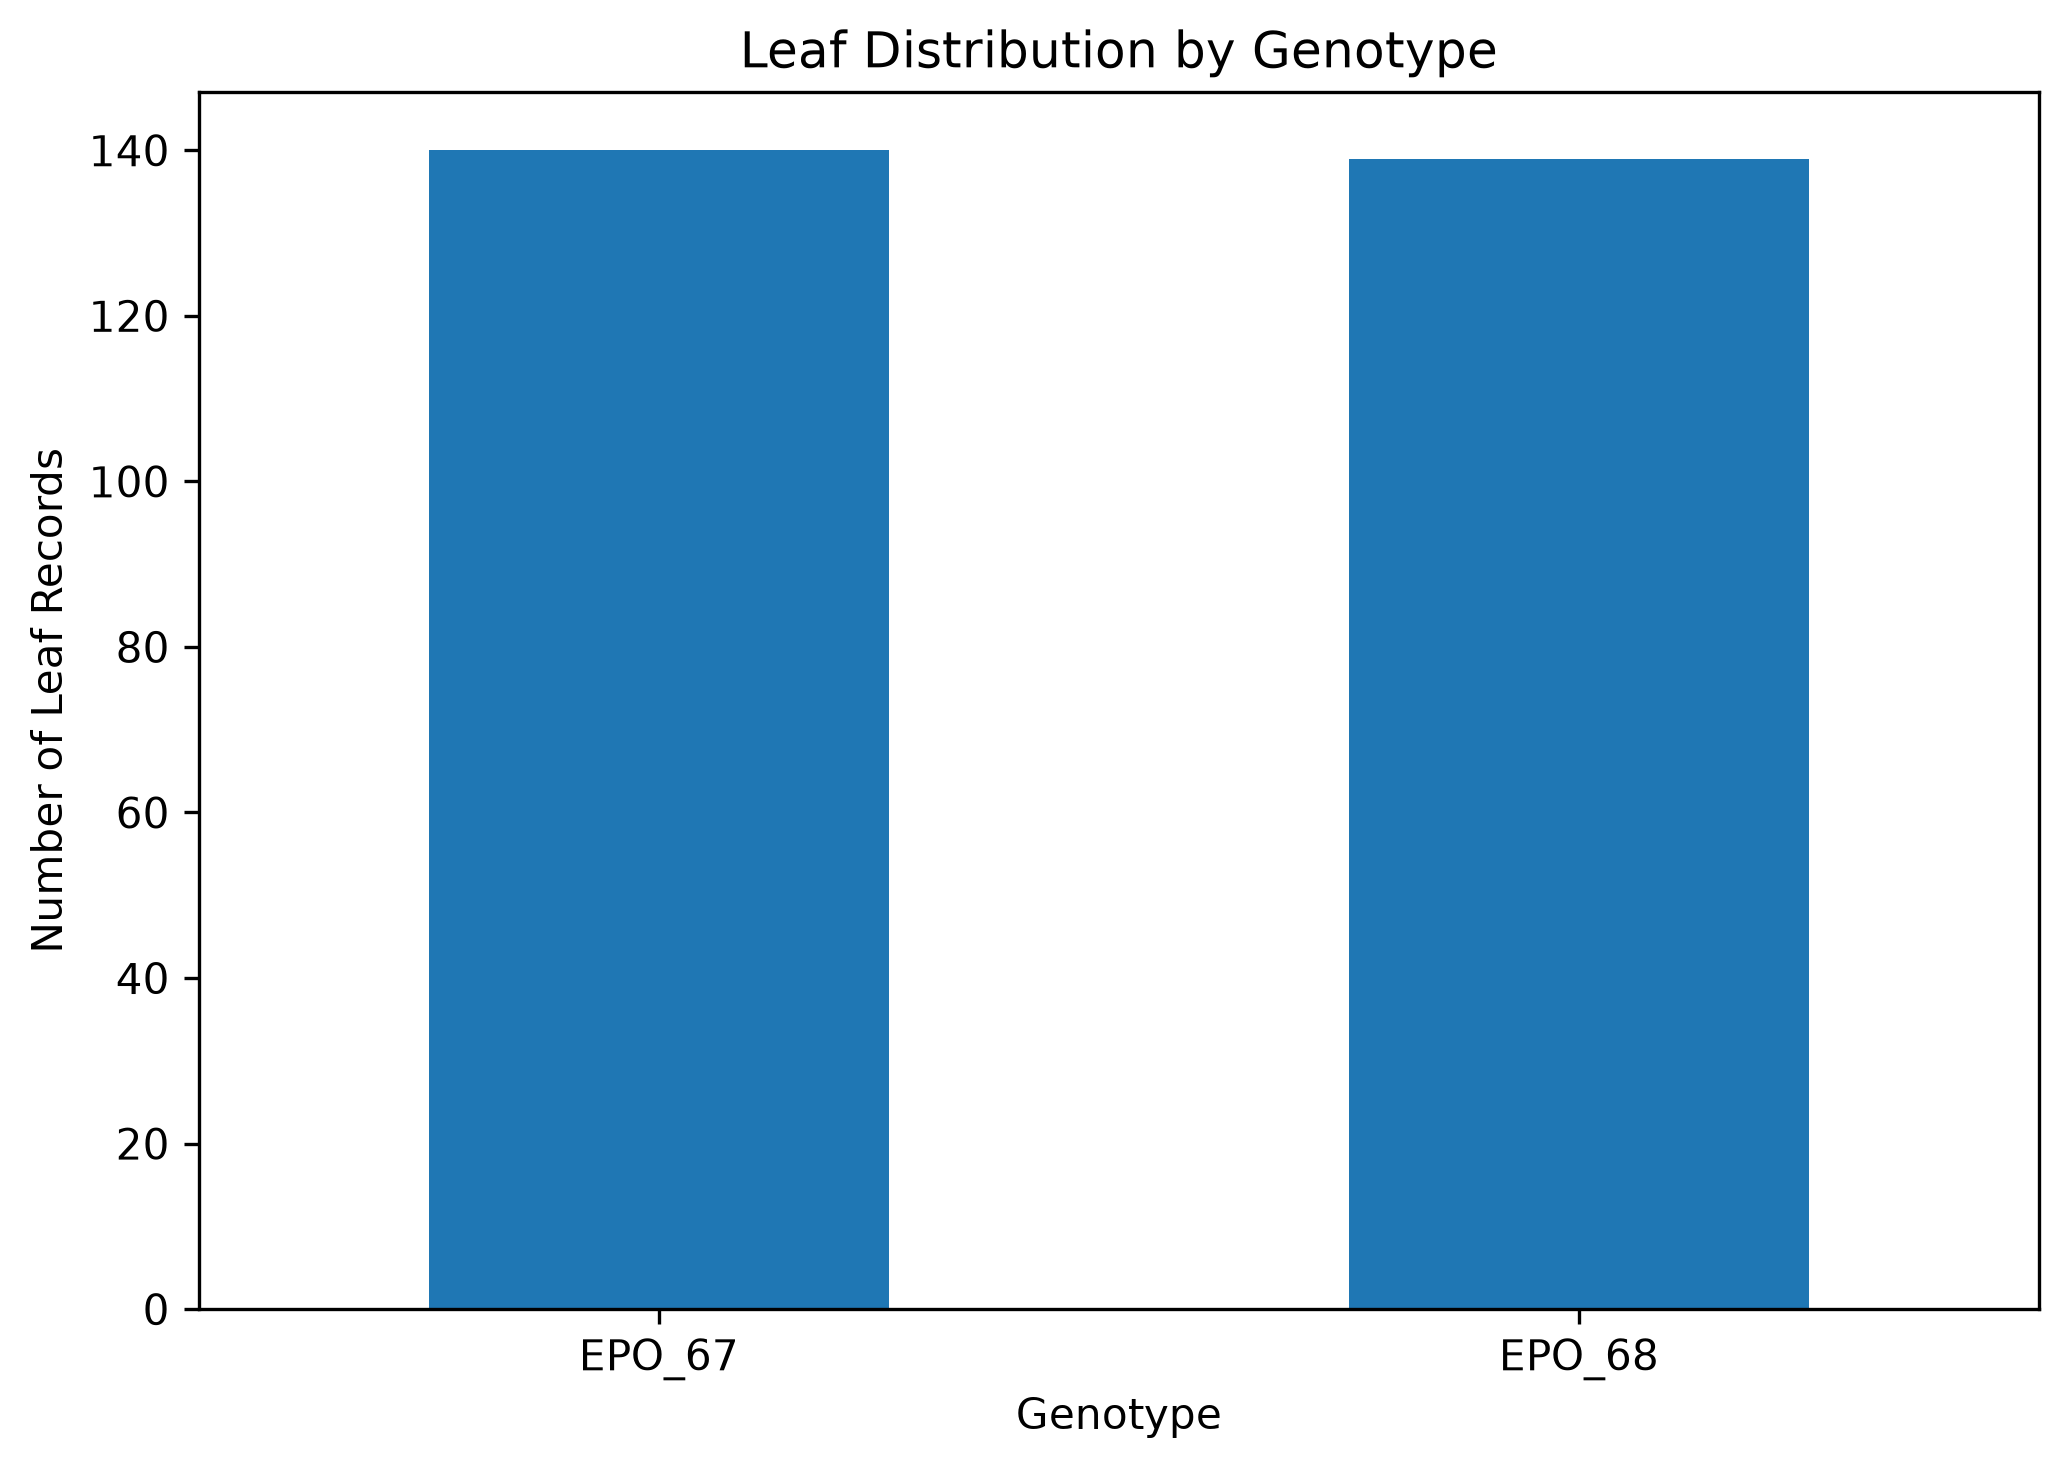 Leaf Distribution by Genotype
Number of Leaf Records
140
120
100
80
60
40
20
0
EPO_67
EPO_68
Genotype